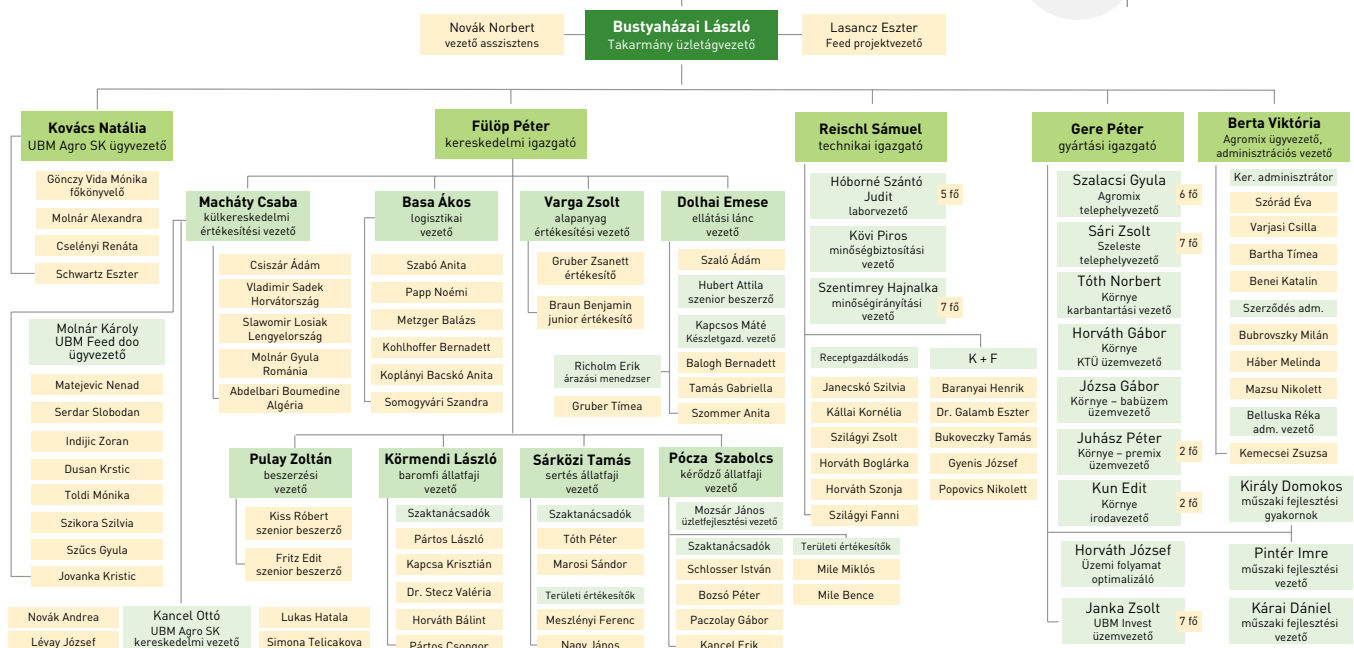 Novák Norbert
vezető asszisztens
Bustyaházai László
Takarmány üzletágvezető
Lasancz Eszter
Feed projektvezető
Kovács Natália
UBM Agro SK ügyvezető
Gönczy Vida Mónika
főkönyvelő
Molnár Alexandra
Cselényi Renáta
Schwartz Eszter
Molnár Károly
UBM Feed doo
ügyvezető
Matejevic Nenad
Serdar Slobodan
Indijic Zoran
Dusan Krstic
Toldi Mónika
Szikora Szilvia
Szűcs Gyula
Jovanka Kristic
Novák Andrea
Lévay József
Kancel Ottó
UBM Agro SK
kereskedelmi vezető
Lukas Hatala
Simona Telicakova
Fülöp Péter
kereskedelmi igazgató
Macháty Csaba
külkereskedelmi
értékesítési vezető
Csiszár Ádám
Vladimir Sadek
Horvátország
Slawomir Losiak
Lengyelország
Molnár Gyula
Románia
Abdelbari Boumedine
Algéria
Basa Ákos
logisztikai
vezető
Szabó Anita
Papp Noémi
Metzger Balázs
Kohlhoffer Bernadett
Koplányi Bacskó Anita
Somogyvári Szandra
Varga Zsolt
alapanyag
értékesítési vezető
Gruber Zsanett
értékesítő
Braun Benjamin
junior értékesítő
Richolm Erik
árazási menedzser
Gruber Tímea
Dolhai Emese
ellátási lánc
vezető
Szaló Ádám
Hubert Attila
szenior beszerző
Kapcsos Máté
Készletgazd. vezető
Balogh Bernadett
Tamás Gabriella
Szommer Anita
Pulay Zoltán
beszerzési
vezető
Kiss Róbert
szenior beszerző
Fritz Edit
szenior beszerző
Körmendi László
baromfi állatfaji
vezető
Szaktanácsadók
Pártos László
Kapcsa Krisztián
Dr. Stecz Valéria
Horváth Bálint
Pártos Csongor
Sárközi Tamás
sertés állatfaji
vezető
Szaktanácsadók
Tóth Péter
Marosi Sándor
Területi értékesítők
Meszlényi Ferenc
Nagy János
Pócza Szabolcs
kérődző állatfaji
vezető
Mozsár János
üzletfejlesztési vezető
Szaktanácsadók
Schlosser István
Bozsó Péter
Paczolay Gábor
Kancel Erik
Területi értékesítők
Mile Miklós
Mile Bence
Reischl Sámuel
technikai igazgató
Hóborné Szántó
Judit
laborvezető
5 fő
Kövi Piros
minőségbiztosítási
vezető
Szentimrey Hajnalka
minőségirányítási
vezető
7 fő
Receptgazdálkodás
Janecskó Szilvia
Kállai Kornélia
Szilágyi Zsolt
Horváth Boglárka
Horváth Szonja
Szilágyi Fanni
K + F
Baranyai Henrik
Dr. Galamb Eszter
Bukoveczky Tamás
Gyenis József
Popovics Nikolett
Gere Péter
gyártási igazgató
Szalacsi Gyula
Agromix
telephelyvezető
6 fő
Sári Zsolt
Szeleste
telephelyvezető
7 fő
Tóth Norbert
Környe
karbantartási vezető
Horváth Gábor
Környe
KTÜ üzemvezető
Józsa Gábor
Környe – babüzem
üzemvezető
Juhász Péter
Környe – premix
üzemvezető
2 fő
Kun Edit
Környe
irodavezető
2 fő
Horváth József
Üzemi folyamat
optimalizáló
Janka Zsolt
UBM Invest
üzemvezető
7 fő
Berta Viktória
Agromix ügyvezető,
adminisztrációs vezető
Ker. adminisztrátor
Szórád Éva
Varjasi Csilla
Bartha Tímea
Benei Katalin
Szerződés adm.
Bubrovszky Milán
Háber Melinda
Mazsu Nikolett
Belluska Réka
adm. vezető
Kemecsei Zsuzsa
Király Domokos
műszaki fejlesztési
gyakornok
Pintér Imre
műszaki fejlesztési
vezető
Kárai Dániel
műszaki fejlesztési
vezető